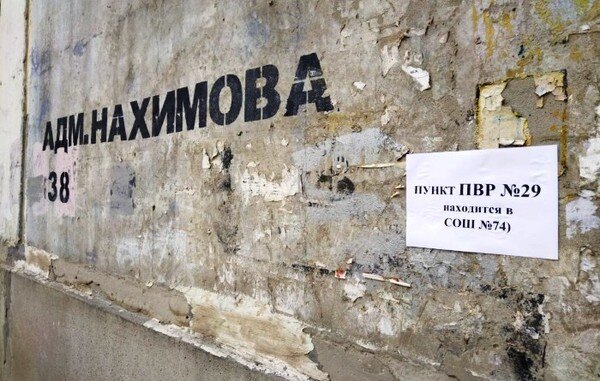 АДМ.НАХИМОВА
38
ПУНКТ ПВР №29
находится в
СОШ №74)